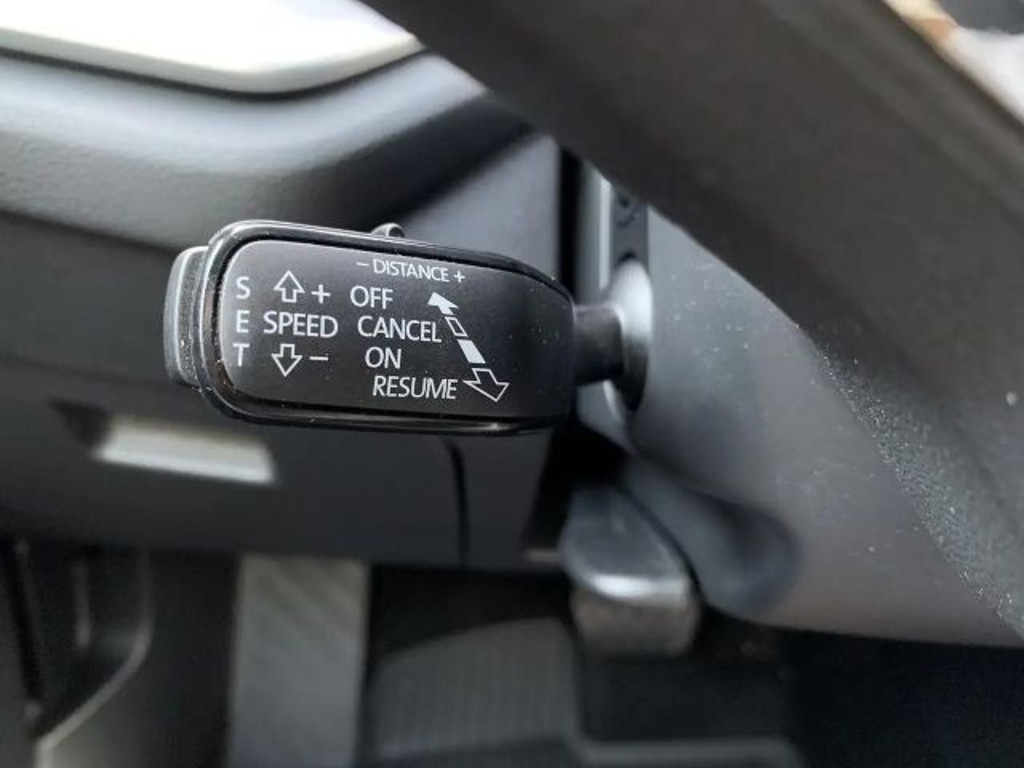 − DISTANCE +
S + OFF
E SPEED CANCEL
T − ON
RESUME